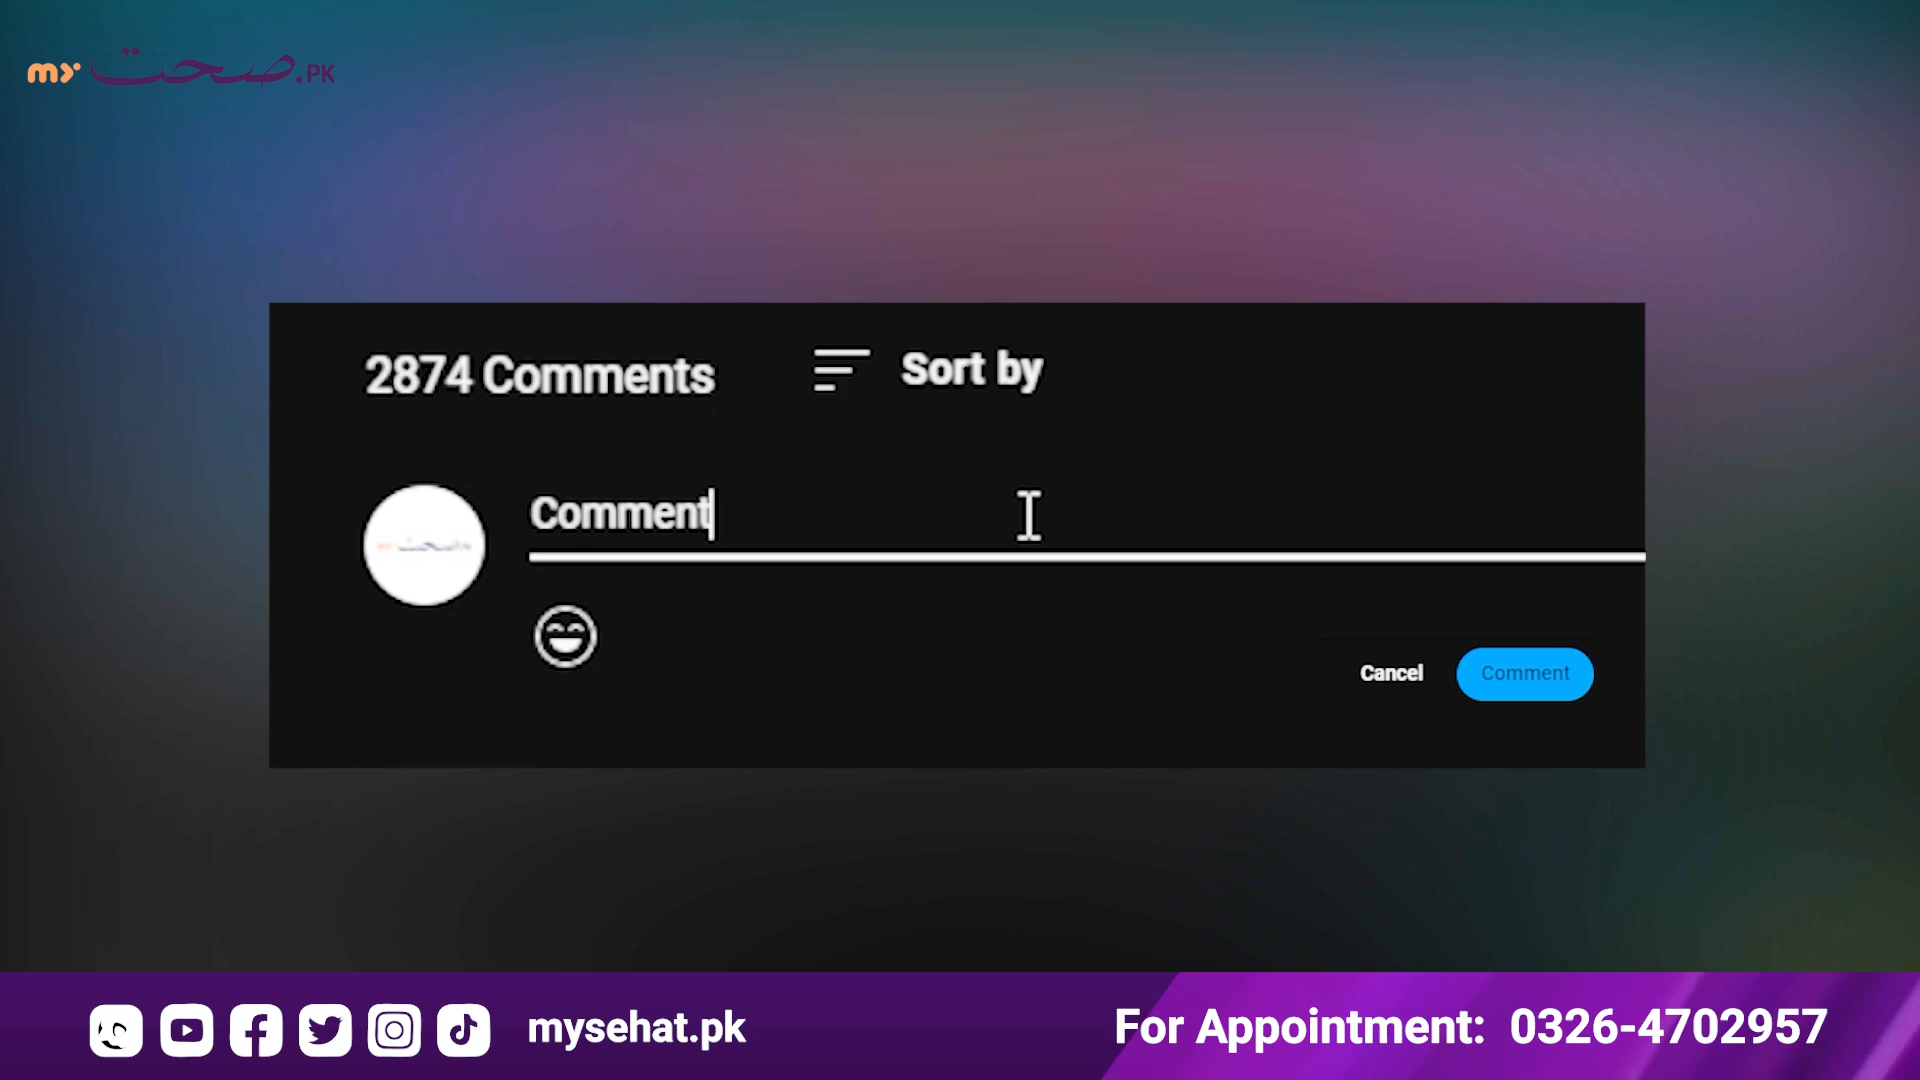 my صحت.PK
2874 Comments
Sort by
Comment
Cancel
Comment
mysehat.pk
For Appointment: 0326-4702957